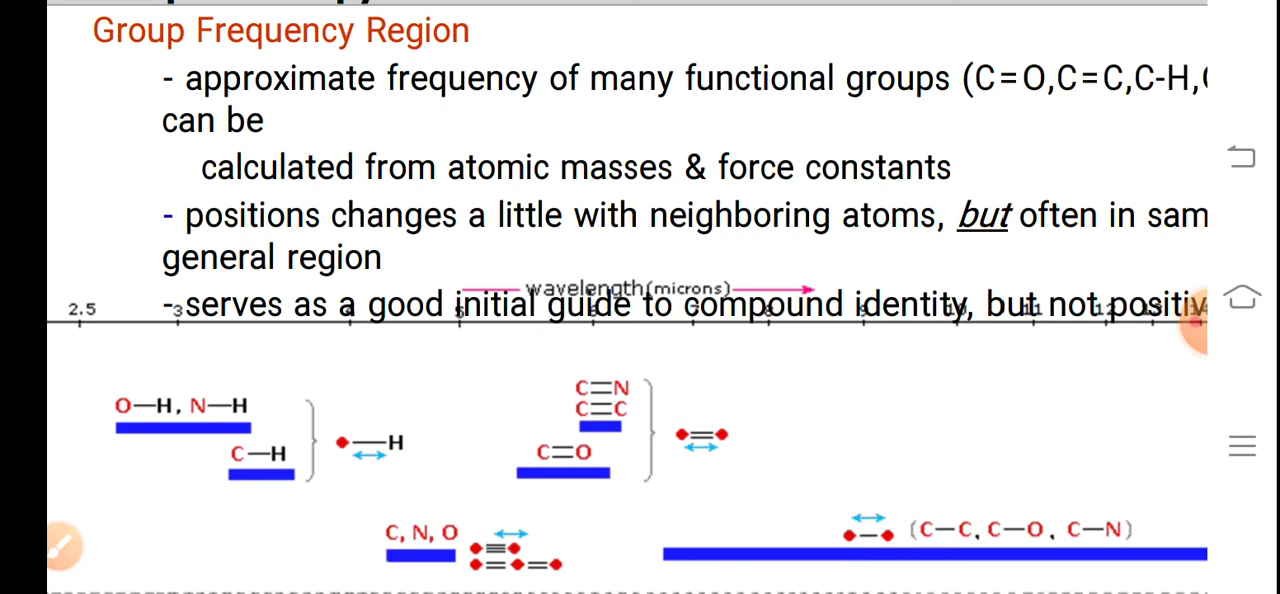 Group Frequency Region
- approximate frequency of many functional groups (C=O,C=C,C-H,
can be
calculated from atomic masses & force constants
- positions changes a little with neighboring atoms, but often in sam
general region
wavelength(microns)
- serves as a good initial guide to compound identity, but not positiv
2.5 3
C≡N
O—H, N—H
C≡C
C—H
—H
C=O
C, N, O
(C—C, C—O, C—N)